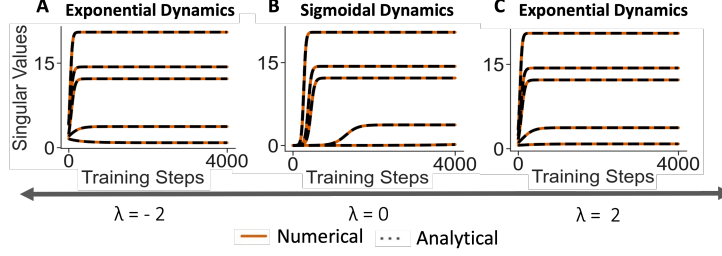 A Exponential Dynamics
B Sigmoidal Dynamics
C Exponential Dynamics
Singular Values
15
0
0 4000
Training Steps
15
0
0 4000
Training Steps
15
0
0 4000
Training Steps
λ = - 2
λ = 0
λ = 2
Numerical
Analytical